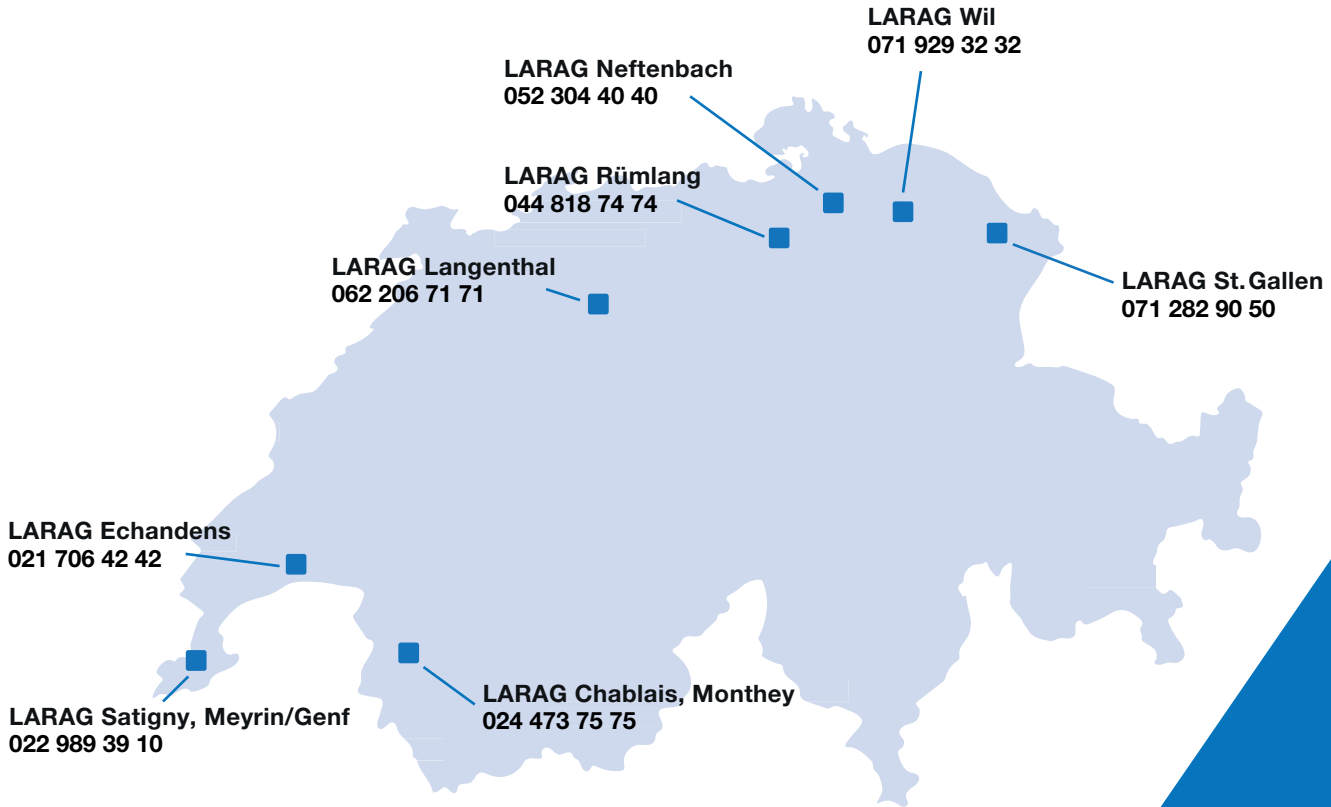 LARAG Wil
071 929 32 32
LARAG Neftenbach
052 304 40 40
LARAG Rümlang
044 818 74 74
LARAG Langenthal
062 206 71 71
LARAG St. Gallen
071 282 90 50
LARAG Echandens
021 706 42 42
LARAG Chablais, Monthey
024 473 75 75
LARAG Satigny, Meyrin/Genf
022 989 39 10